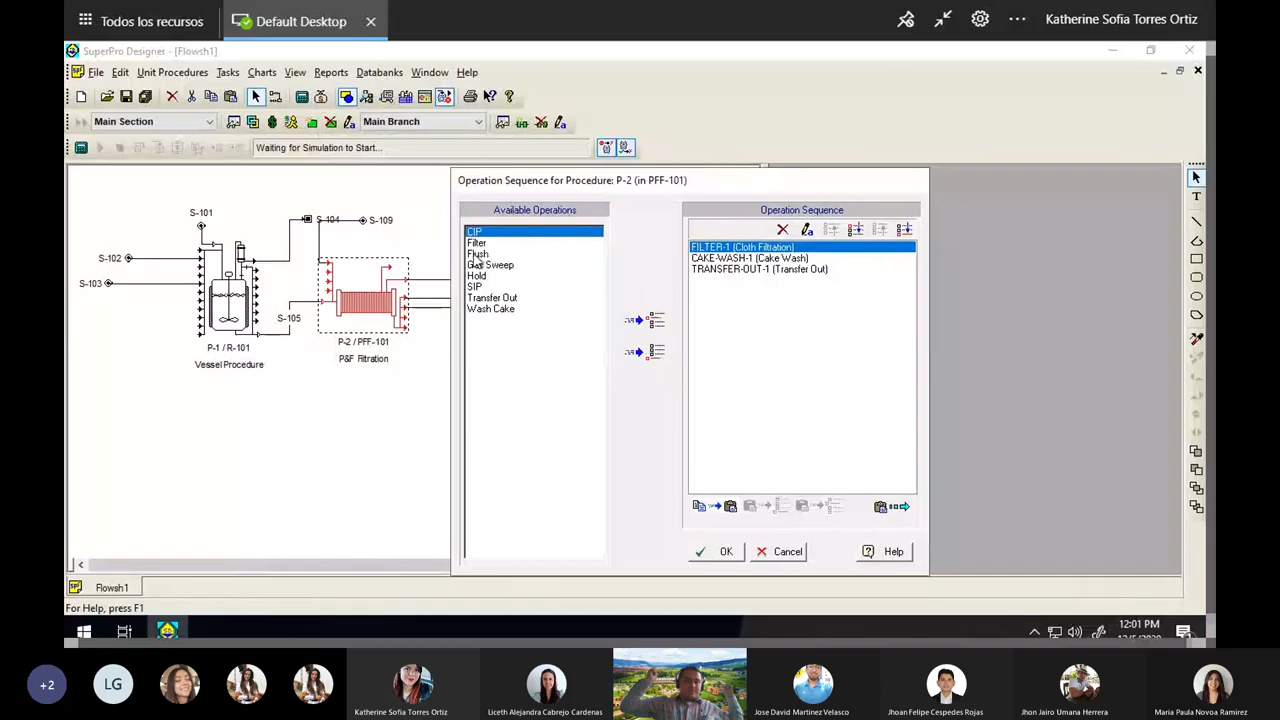 Todos los recursos
Default Desktop
Katherine Sofia Torres Ortiz
SuperPro Designer - [Flowsh1]
File Edit Unit Procedures Tasks Charts View Reports Databanks Window Help
Main Section
Main Branch
Waiting for Simulation to Start...
Operation Sequence for Procedure: P-2 (in PFF-101)
Available Operations
CIP
Filter
Flush
Gas Sweep
Hold
SIP
Transfer Out
Wash Cake
Operation Sequence
FILTER-1 (Cloth Filtration)
CAKE-WASH-1 (Cake Wash)
TRANSFER-OUT-1 (Transfer Out)
OK
Cancel
Help
S-101
S-102
S-103
S-104
S-109
S-105
P-1 / R-101
Vessel Procedure
P-2 / PFF-101
P&F Filtration
Flowsh1
For Help, press F1
12:01 PM
+2
LG
Katherine Sofia Torres Ortiz
Liceth Alejandra Cabrejo Cardenas
Jose David Martinez Velasco
Jhoan Felipe Cespedes Rojas
Jhon Jairo Umana Herrera
Maria Paula Novoa Ramirez